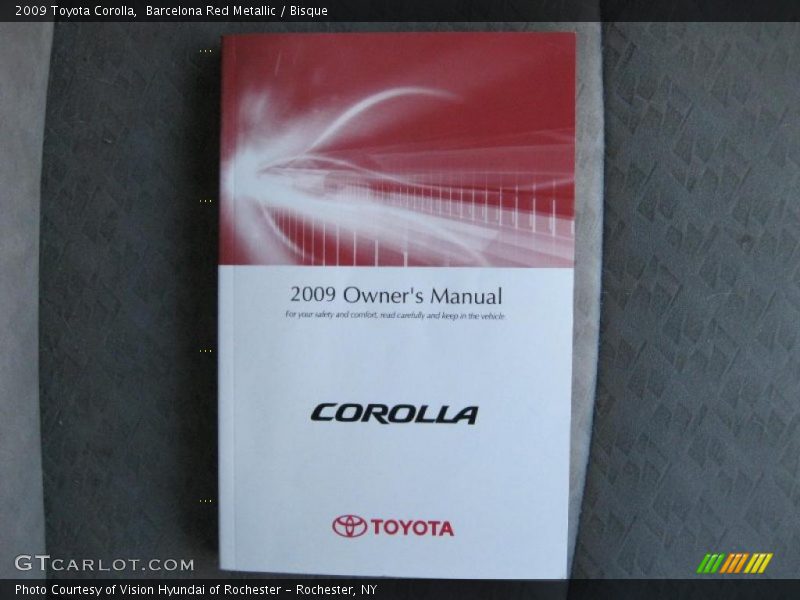 2009 Toyota Corolla,  Barcelona Red Metallic / Bisque
2009 Owner's Manual
For your safety and comfort, read carefully and keep in the vehicle.
COROLLA
TOYOTA
GTCARLOT.COM
Photo Courtesy of Vision Hyundai of Rochester - Rochester, NY